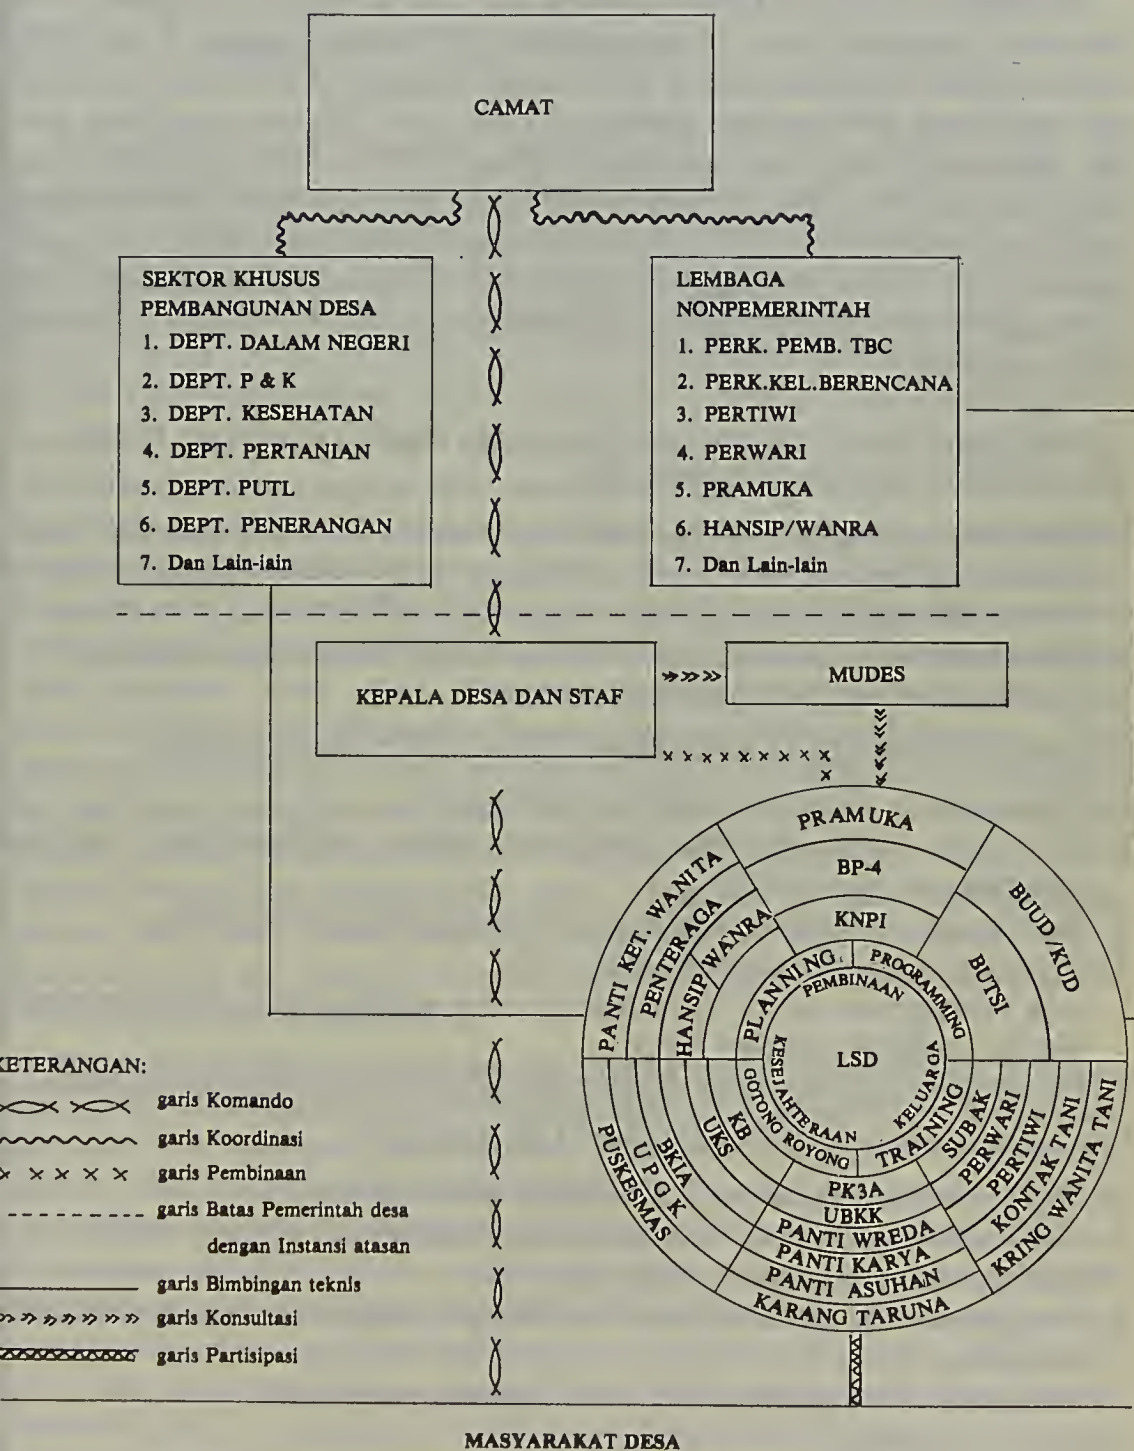 CAMAT
SEKTOR KHUSUS
PEMBANGUNAN DESA
1. DEPT. DALAM NEGERI
2. DEPT. P & K
3. DEPT. KESEHATAN
4. DEPT. PERTANIAN
5. DEPT. PUTL
6. DEPT. PENERANGAN
7. Dan Lain-iain
LEMBAGA
NONPEMERINTAH
1. PERK. PEMB. TBC
2. PERK.KEL.BERENCANA
3. PERTIWI
4. PERWARI
5. PRAMUKA
6. HANSIP/WANRA
7. Dan Lain-lain
KEPALA DESA DAN STAF
MUDES
PRAMUKA
BP-4
KNPI
PANTI KET. WANITA
PENTERAGA
HANSIP WANRA
BUUD/KUD
BUTSI
PLANNING
PROGRAMMING
PEMBINAAN
KESEJAHTERAAN
KELUARGA
LSD
GOTONG ROYONG
TRAINING
KB
UKS
BKIA
U P G K
PUSKESMAS
PK3A
UBKK
PANTI WREDA
PANTI KARYA
PANTI ASUHAN
KARANG TARUNA
SUBAK
PERWARI
PERTIWI
KONTAK TANI
KRING WANITA TANI
KETERANGAN:
garis Komando
garis Koordinasi
garis Pembinaan
garis Batas Pemerintah desa
dengan Instansi atasan
garis Bimbingan teknis
garis Konsultasi
garis Partisipasi
MASYARAKAT DESA